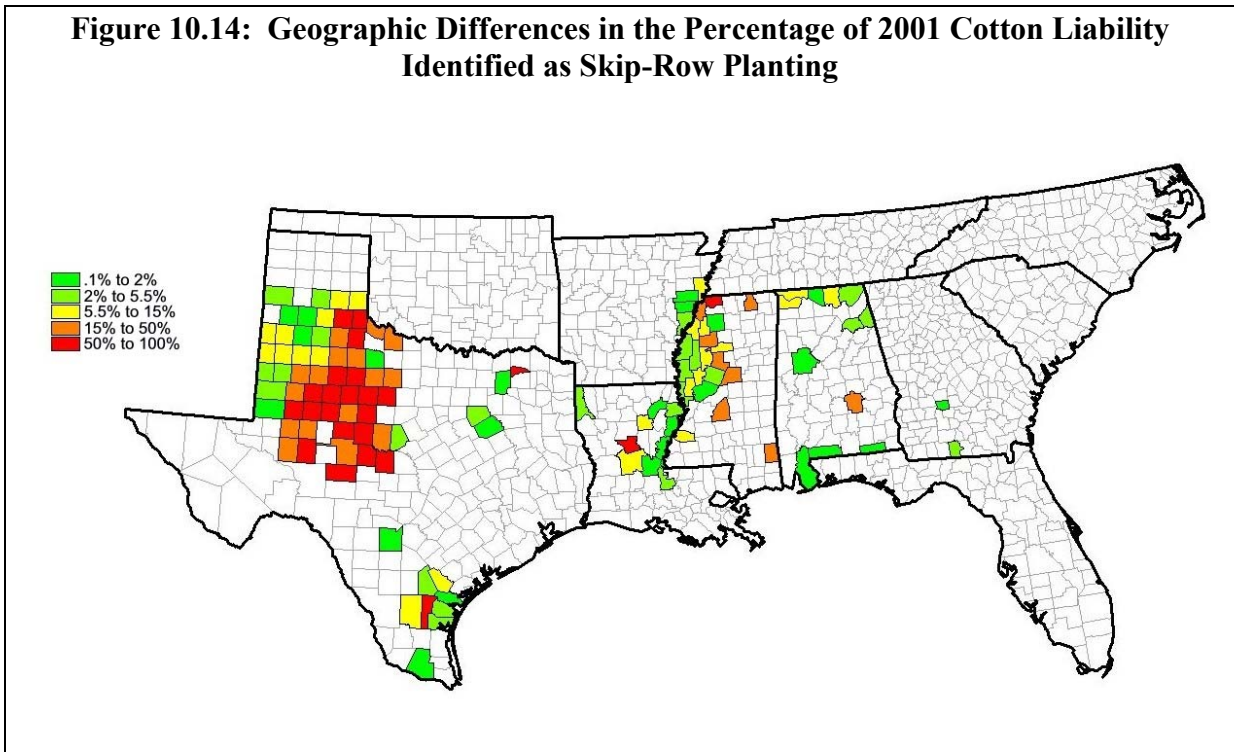 Figure 10.14: Geographic Differences in the Percentage of 2001 Cotton Liability
Identified as Skip-Row Planting
.1% to 2%
2% to 5.5%
5.5% to 15%
15% to 50%
50% to 100%